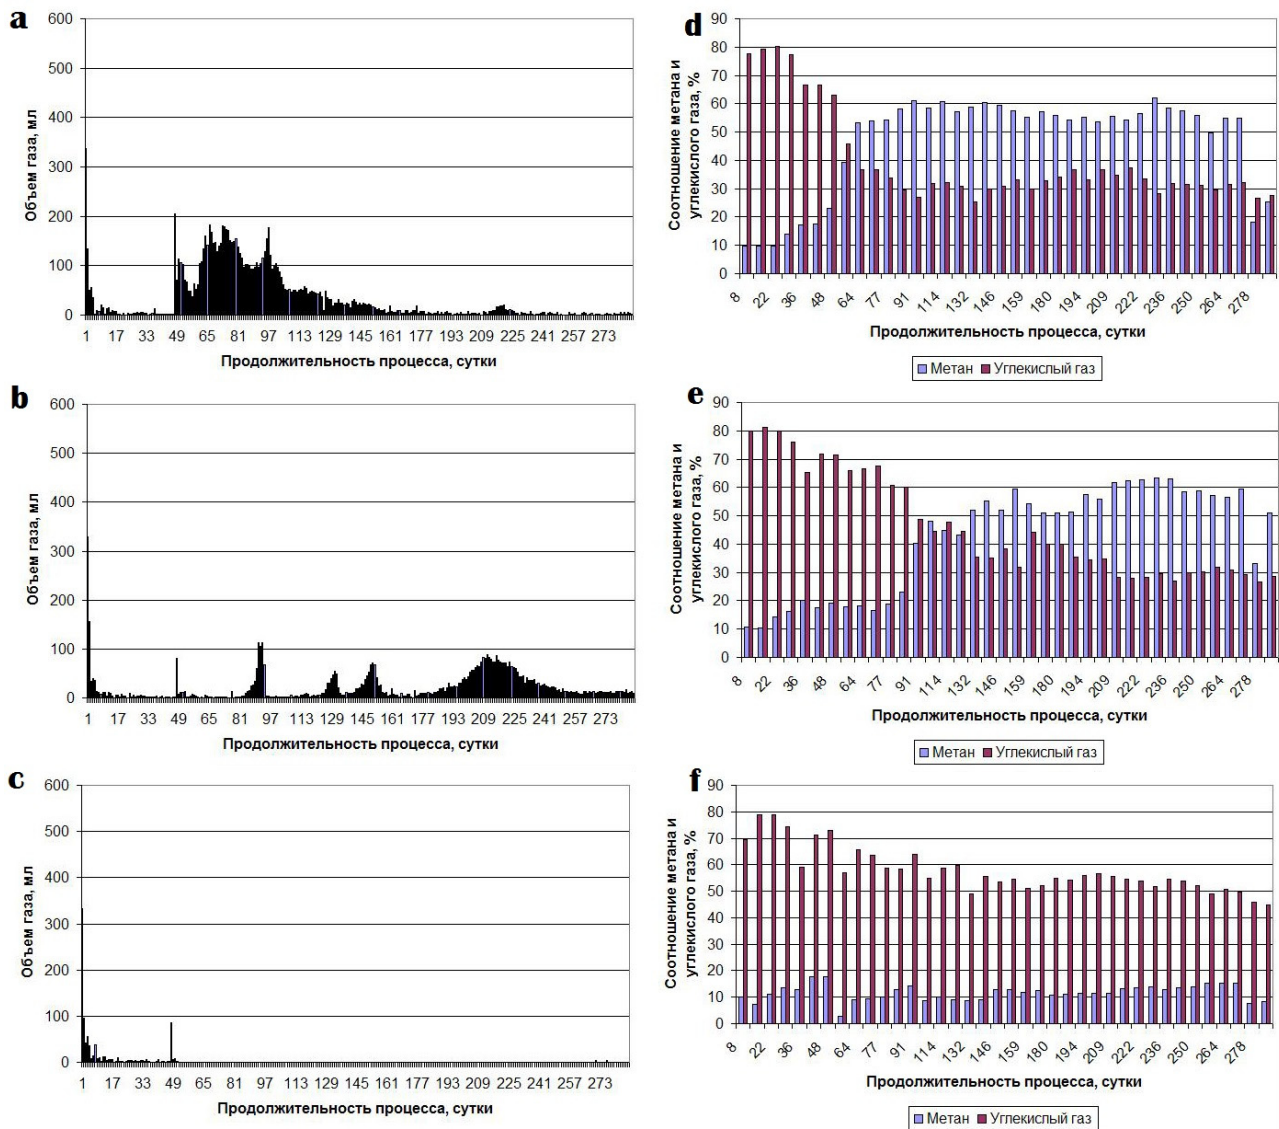 a
Объем газа, мл
600
500
400
300
200
100
0
1 17 33 49 65 81 97 113 129 145 161 177 193 209 225 241 257 273
Продолжительность процесса, сутки
d
Соотношение метана и
углекислого газа, %
90
80
70
60
50
40
30
20
10
0
8 22 36 48 64 77 91 114 132 146 159 180 194 209 222 236 250 264 278
Продолжительность процесса, сутки
Метан Углекислый газ
b
Объем газа, мл
600
500
400
300
200
100
0
1 17 33 49 65 81 97 113 129 145 161 177 193 209 225 241 257 273
Продолжительность процесса, сутки
e
Соотношение метана и
углекислого газа, %
90
80
70
60
50
40
30
20
10
0
8 22 36 48 64 77 91 114 132 146 159 180 194 209 222 236 250 264 278
Продолжительность процесса, сутки
Метан Углекислый газ
c
Объем газа, мл
600
500
400
300
200
100
0
1 17 33 49 65 81 97 113 129 145 161 177 193 209 225 241 257 273
Продолжительность процесса, сутки
f
Соотношение метана и
углекислого газа, %
90
80
70
60
50
40
30
20
10
0
8 22 36 48 64 77 91 114 132 146 159 180 194 209 222 236 250 264 278
Продолжительность процесса, сутки
Метан Углекислый газ